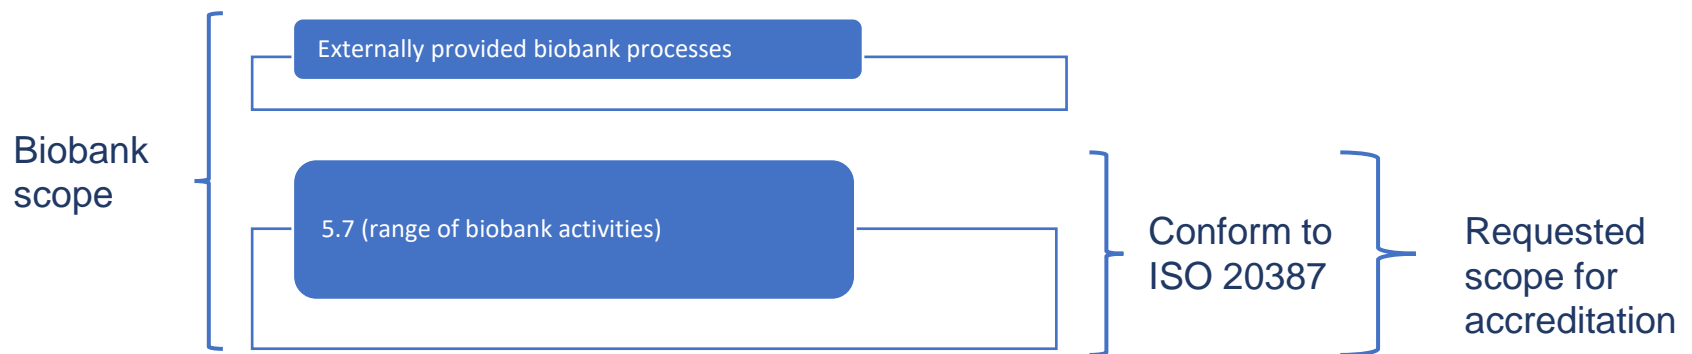 Externally provided biobank processes
Biobank
scope
5.7 (range of biobank activities)
Conform to
ISO 20387
Requested
scope for
accreditation